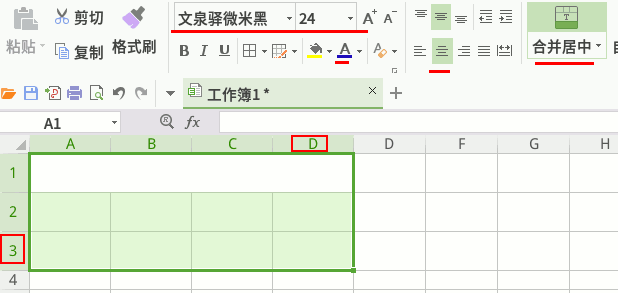 剪切
文泉驿微米黑 24 A+ A-
粘贴 复制 格式刷
B I U A
合并居中
工作簿1 * × +
A1 fx
A B C D D F G H
1
2
3
4